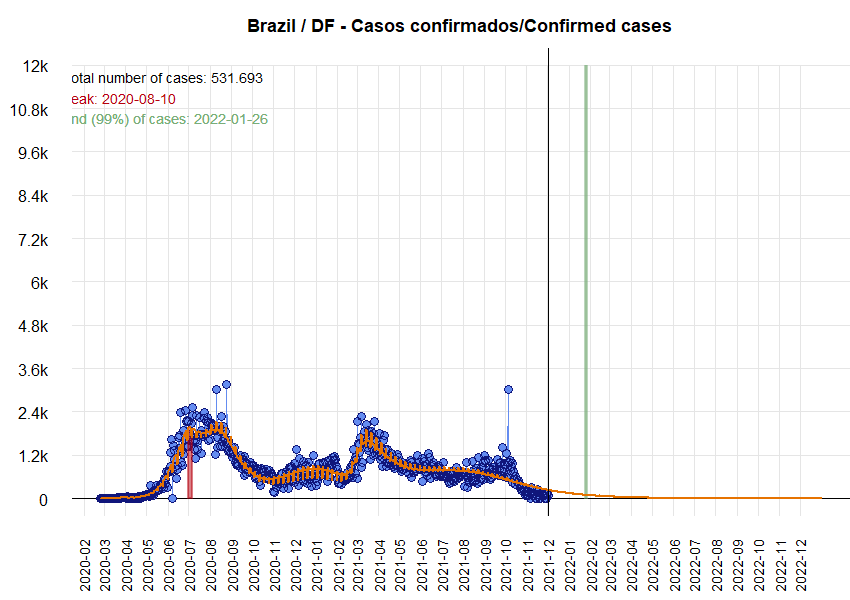 Brazil / DF - Casos confirmados/Confirmed cases
otal number of cases: 531.693
eak: 2020-08-10
nd (99%) of cases: 2022-01-26
12k
10.8k
9.6k
8.4k
7.2k
6k
4.8k
3.6k
2.4k
1.2k
0
2020-02
2020-03
2020-04
2020-05
2020-06
2020-07
2020-08
2020-09
2020-10
2020-11
2020-12
2021-01
2021-02
2021-03
2021-04
2021-05
2021-06
2021-07
2021-08
2021-09
2021-10
2021-11
2021-12
2022-01
2022-02
2022-03
2022-04
2022-05
2022-06
2022-07
2022-08
2022-09
2022-10
2022-11
2022-12